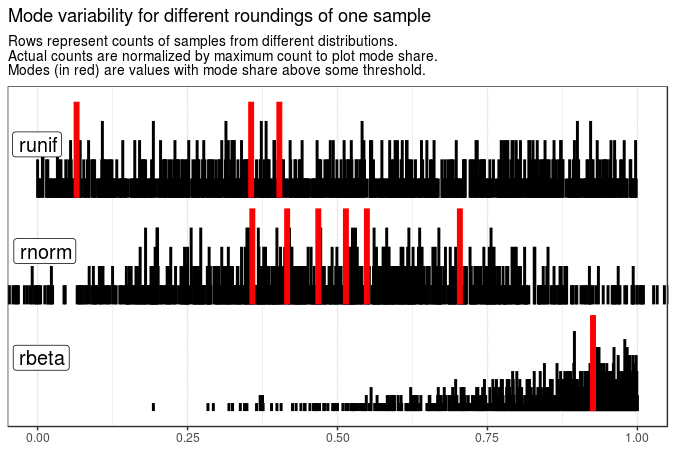 Mode variability for different roundings of one sample
Rows represent counts of samples from different distributions.
Actual counts are normalized by maximum count to plot mode share.
Modes (in red) are values with mode share above some threshold.
runif
rnorm
rbeta
0.00 0.25 0.50 0.75 1.00